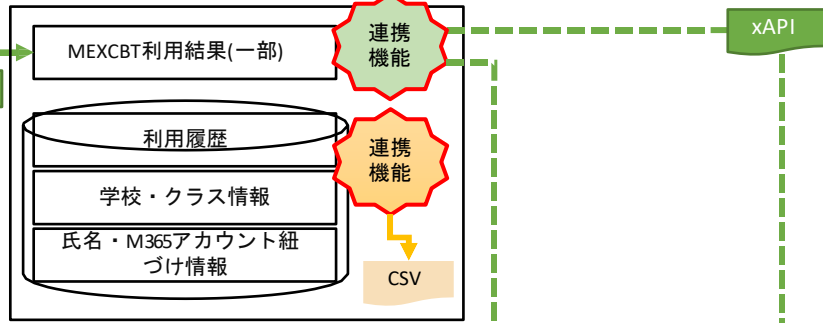 MEXCBT利用結果(一部)
連携
機能
xAPI
利用履歴
連携
機能
学校・クラス情報
氏名・M365アカウント紐
づけ情報
CSV